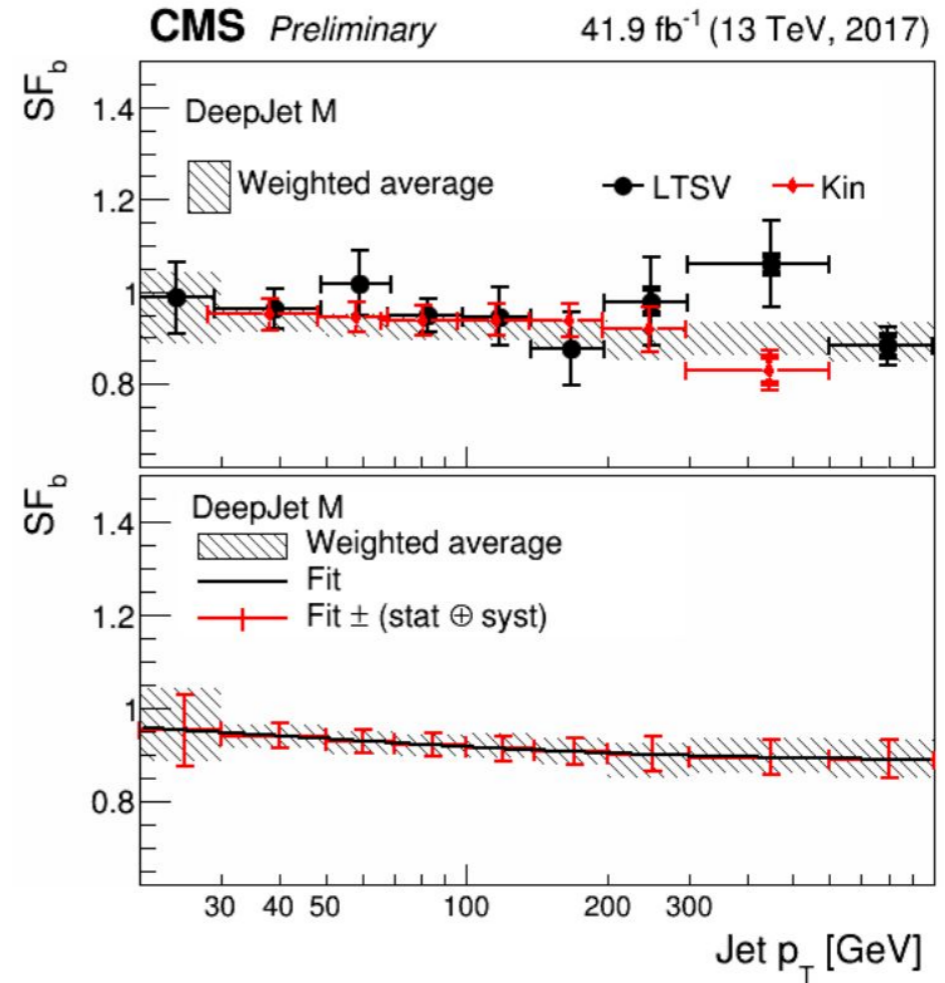 CMS Preliminary 41.9 fb⁻¹ (13 TeV, 2017)
SF_b
DeepJet M
Weighted average
LTSV
Kin
1.4
1.2
1
0.8
SF_b
DeepJet M
Weighted average
Fit
Fit ± (stat ⊕ syst)
1.4
1.2
1
0.8
30 40 50 100 200 300
Jet p_T [GeV]